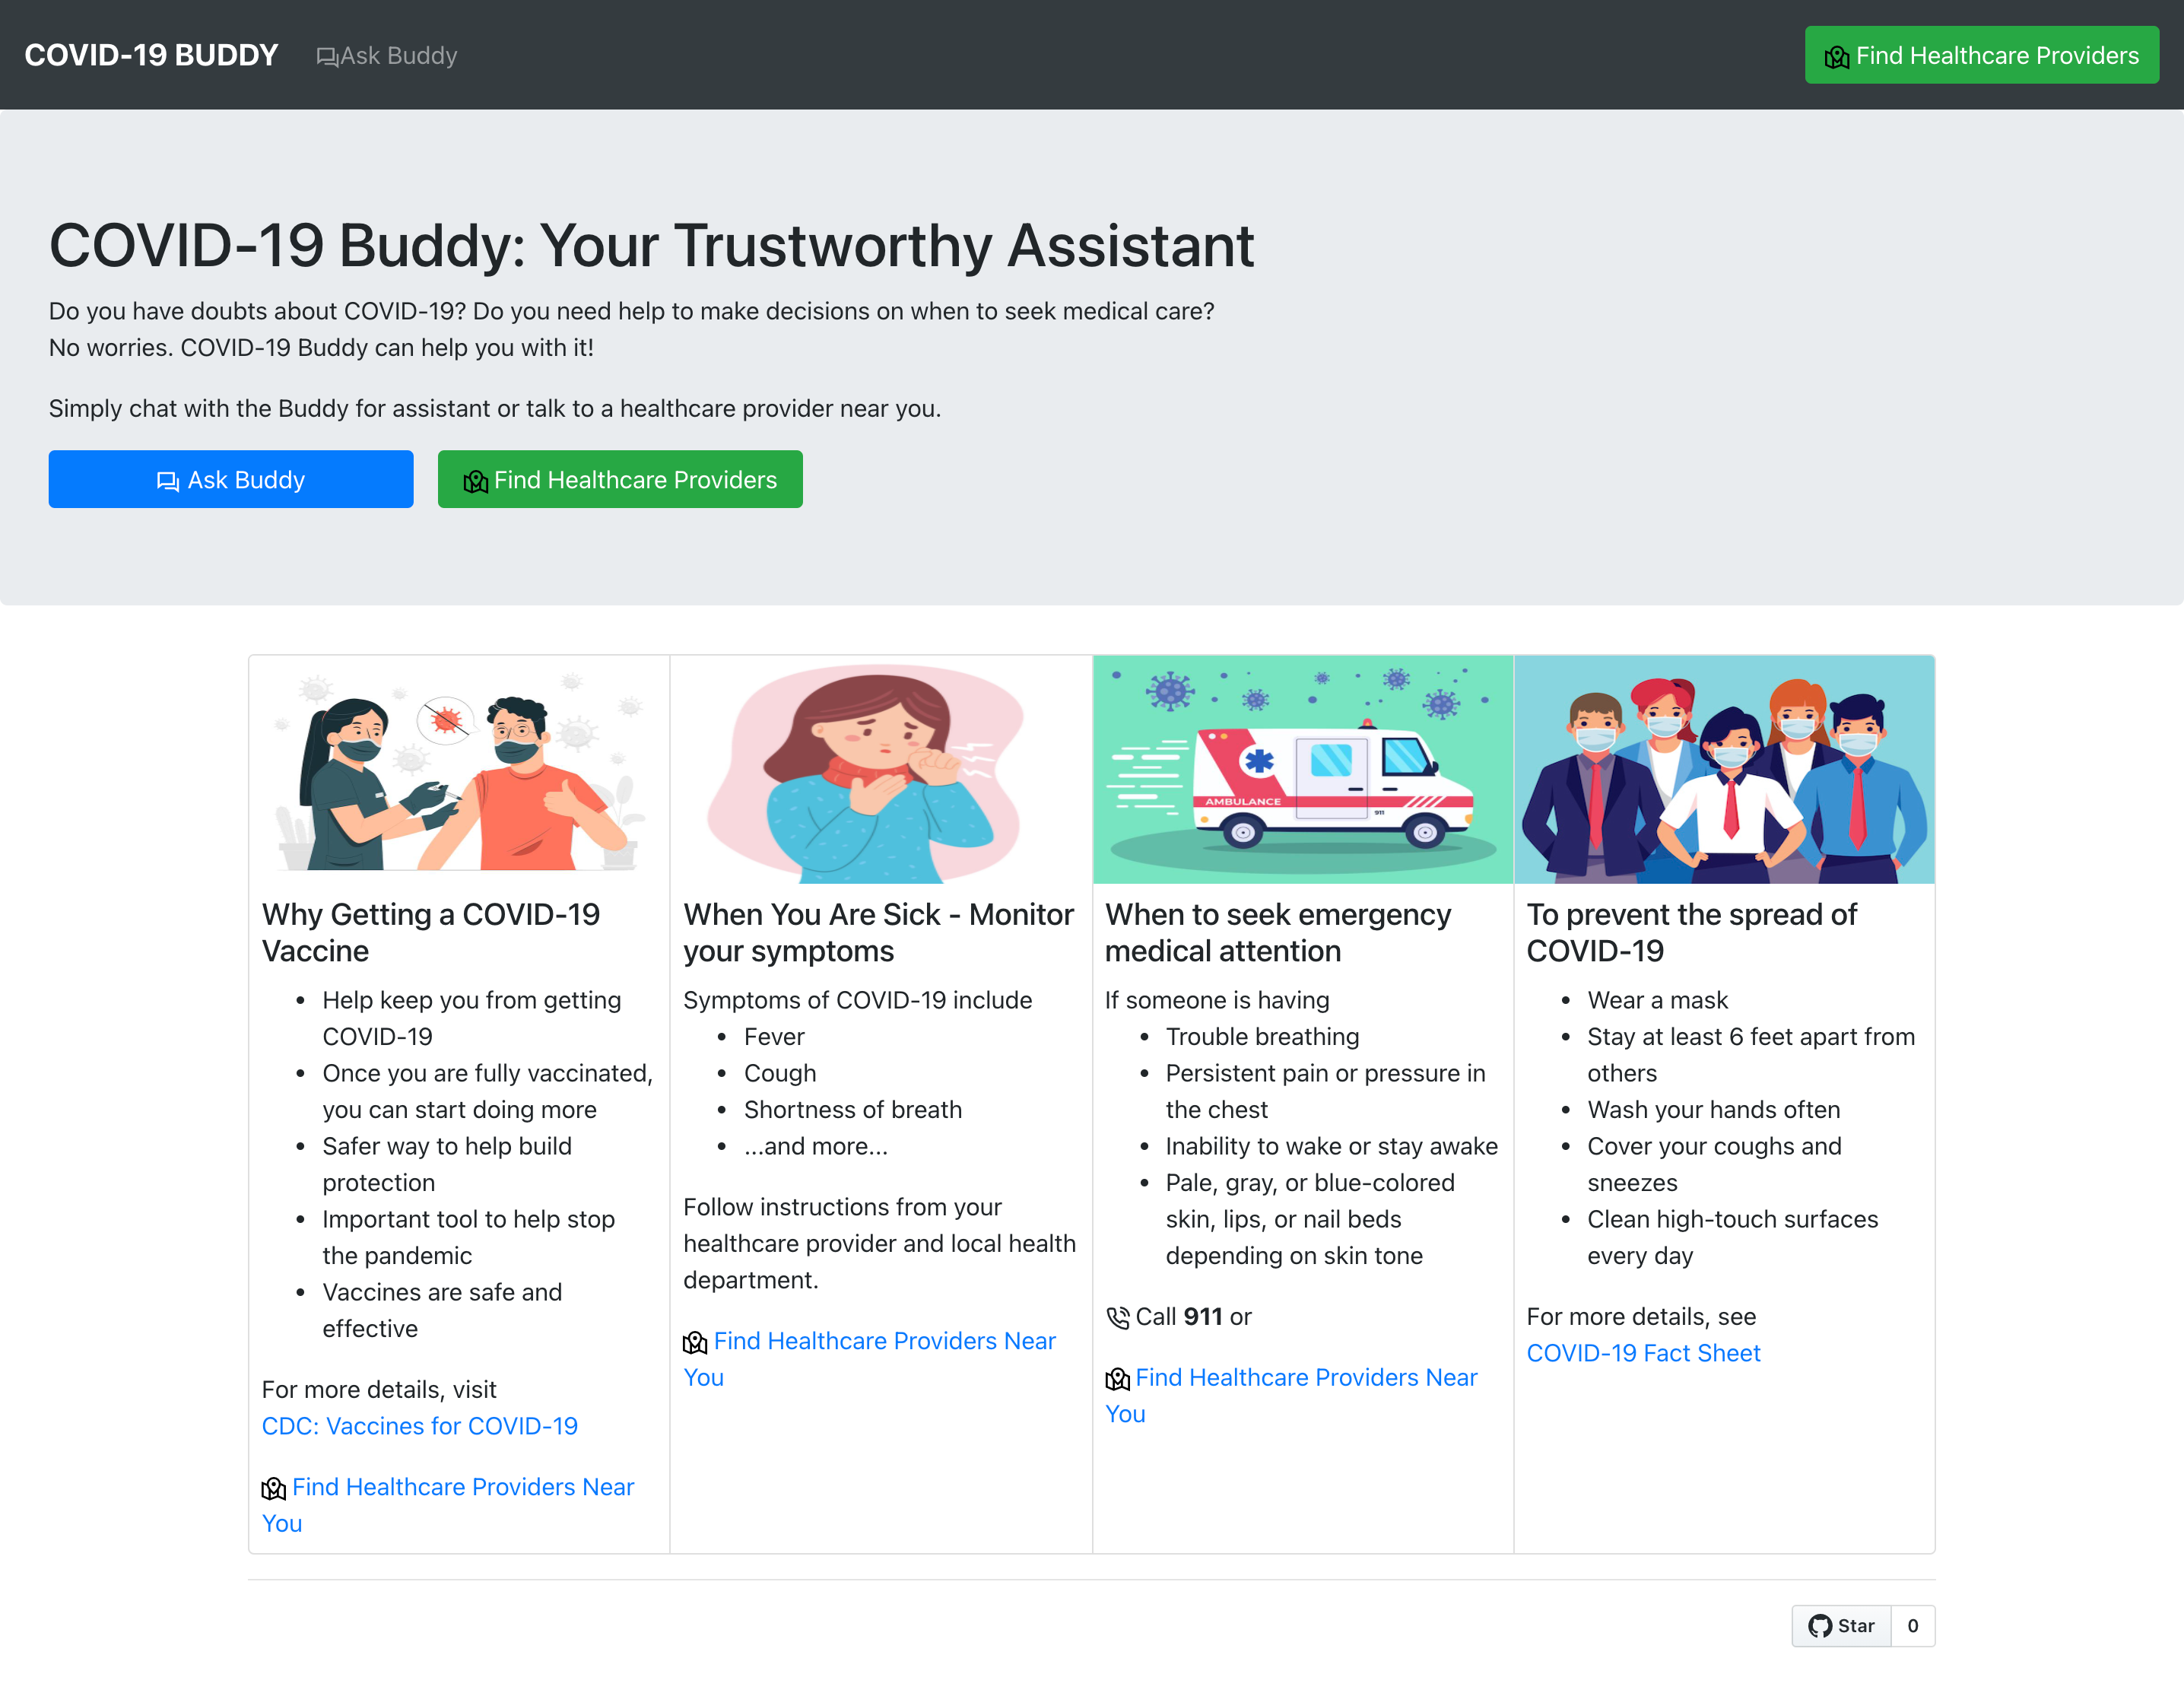 COVID-19 BUDDY
Ask Buddy
Find Healthcare Providers
COVID-19 Buddy: Your Trustworthy Assistant
Do you have doubts about COVID-19? Do you need help to make decisions on when to seek medical care?
No worries. COVID-19 Buddy can help you with it!
Simply chat with the Buddy for assistant or talk to a healthcare provider near you.
Ask Buddy
Find Healthcare Providers
Why Getting a COVID-19
Vaccine
• Help keep you from getting
COVID-19
• Once you are fully vaccinated,
you can start doing more
• Safer way to help build
protection
• Important tool to help stop
the pandemic
• Vaccines are safe and
effective
For more details, visit
CDC: Vaccines for COVID-19
Find Healthcare Providers Near
You
When You Are Sick - Monitor
your symptoms
Symptoms of COVID-19 include
• Fever
• Cough
• Shortness of breath
• ...and more...
Follow instructions from your
healthcare provider and local health
department.
Find Healthcare Providers Near
You
AMBULANCE
911
When to seek emergency
medical attention
If someone is having
• Trouble breathing
• Persistent pain or pressure in
the chest
• Inability to wake or stay awake
• Pale, gray, or blue-colored
skin, lips, or nail beds
depending on skin tone
Call 911 or
Find Healthcare Providers Near
You
To prevent the spread of
COVID-19
• Wear a mask
• Stay at least 6 feet apart from
others
• Wash your hands often
• Cover your coughs and
sneezes
• Clean high-touch surfaces
every day
For more details, see
COVID-19 Fact Sheet
Star
0